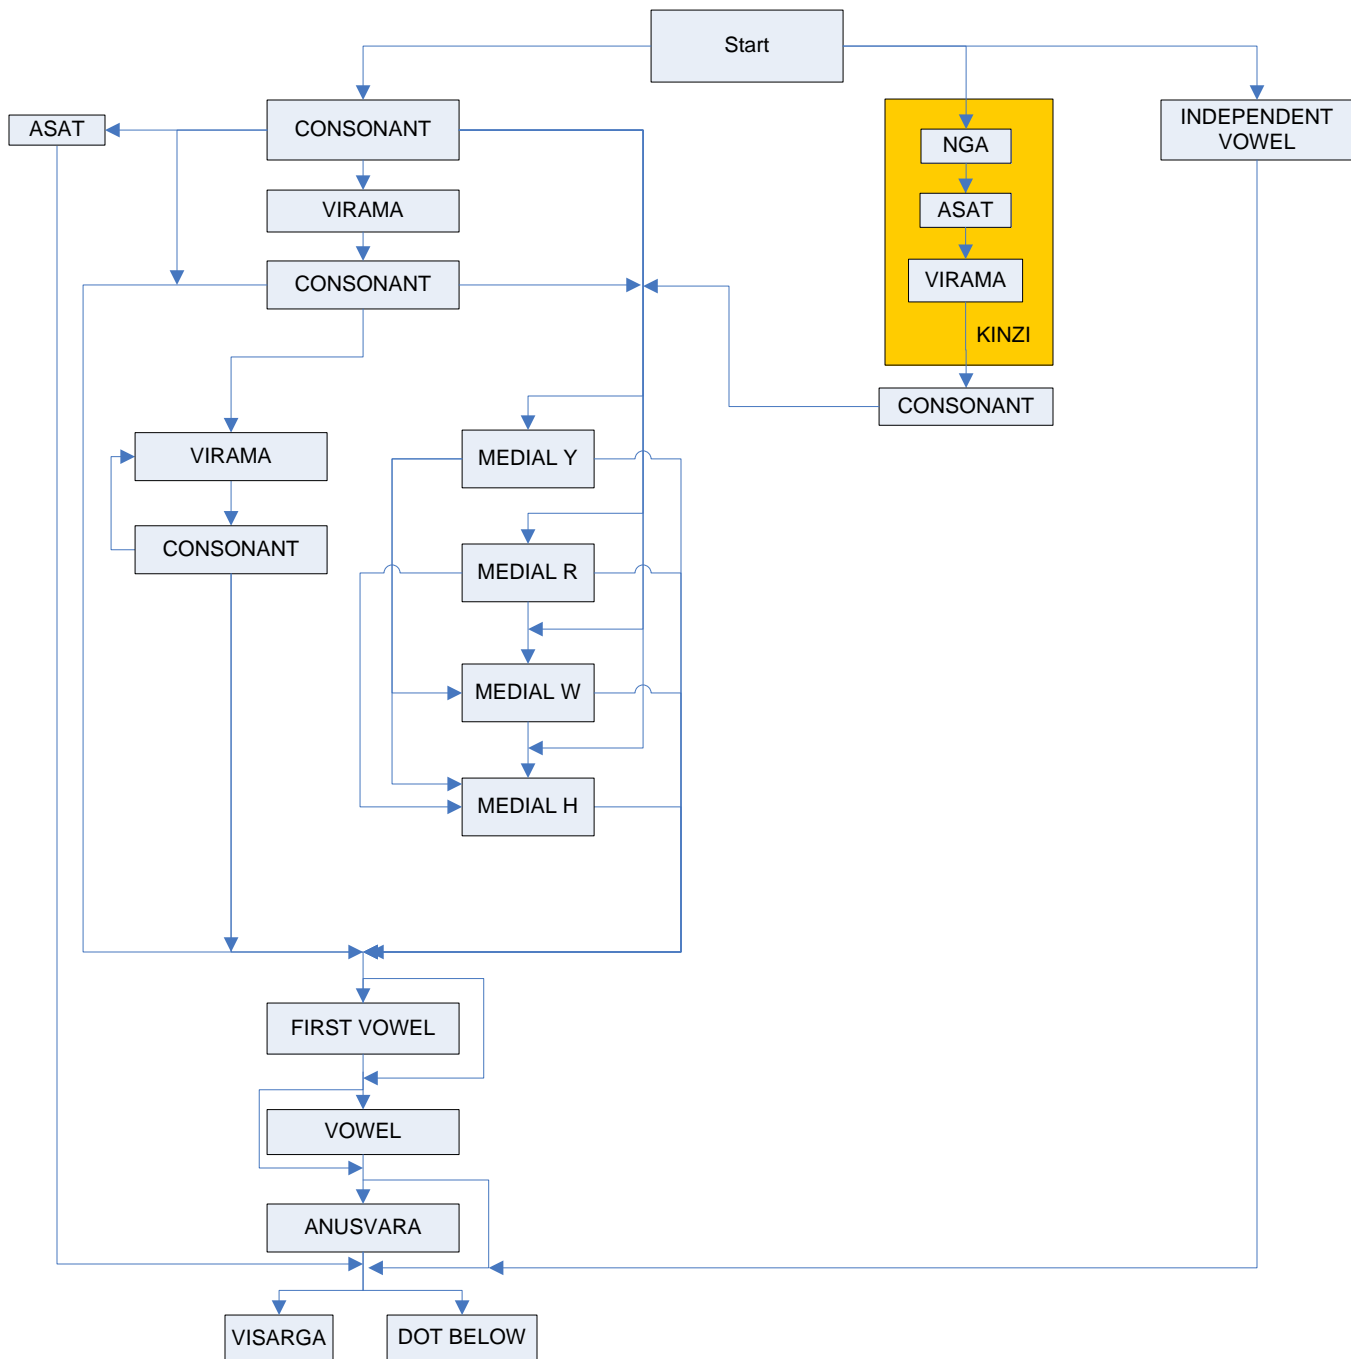 Start
ASAT
CONSONANT
NGA
INDEPENDENT
VOWEL
VIRAMA
ASAT
CONSONANT
VIRAMA
KINZI
CONSONANT
VIRAMA
MEDIAL Y
CONSONANT
MEDIAL R
MEDIAL W
MEDIAL H
FIRST VOWEL
VOWEL
ANUSVARA
VISARGA
DOT BELOW